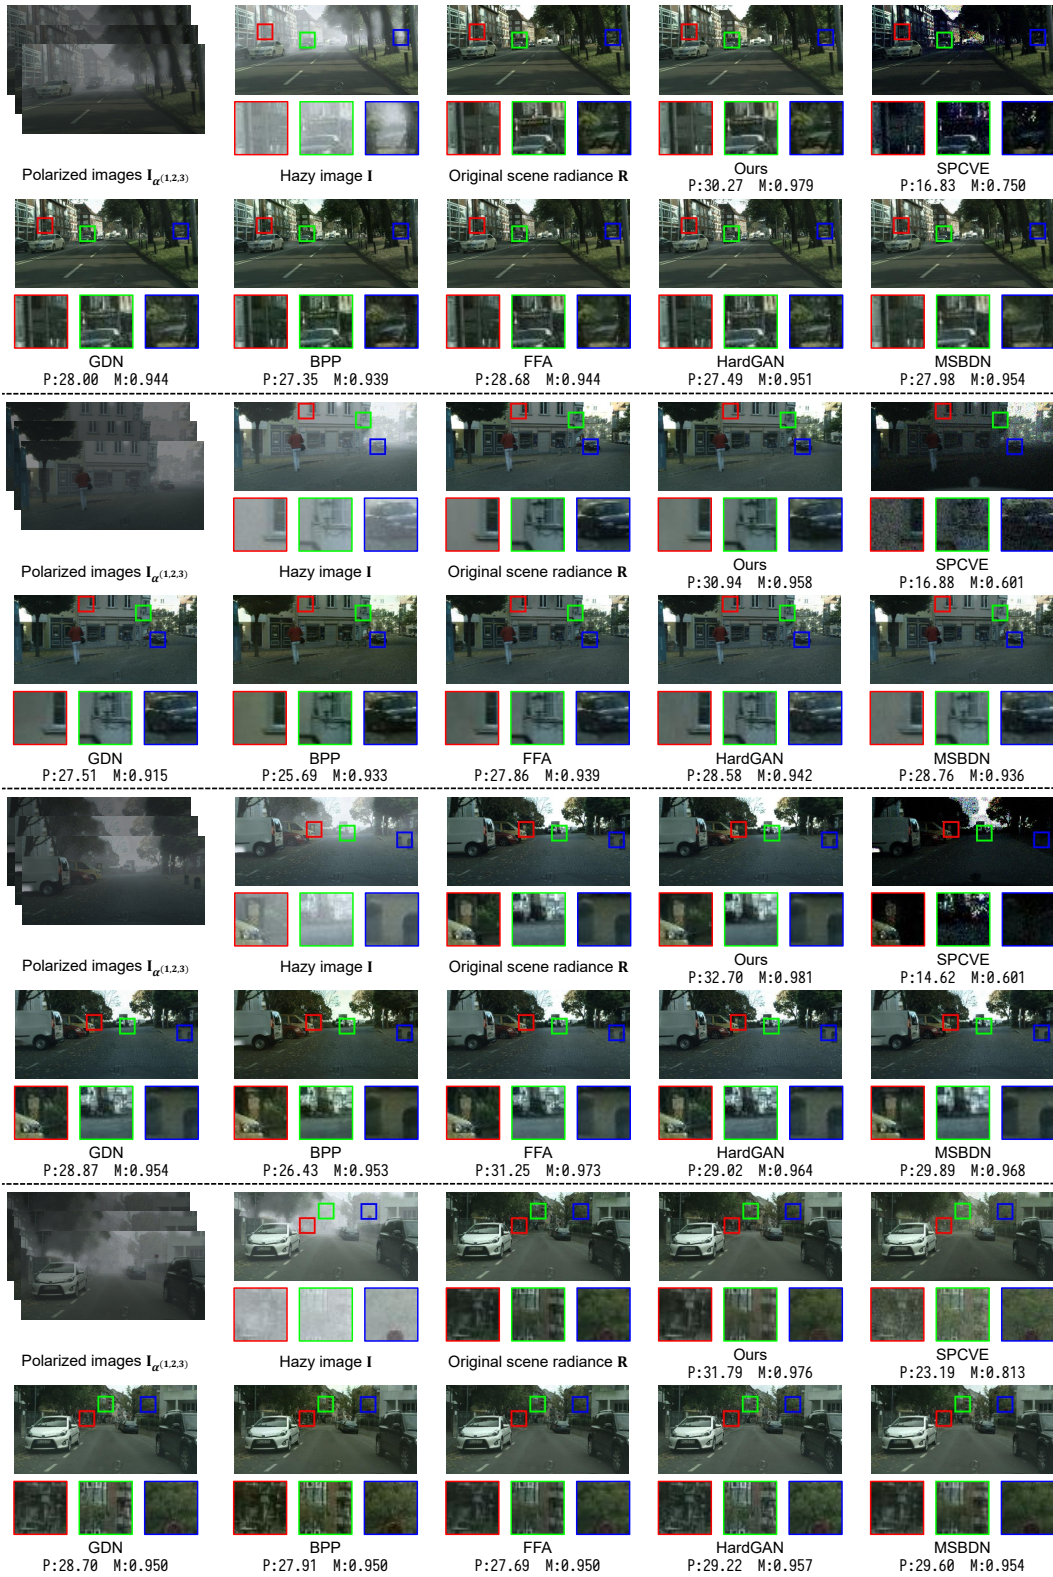 Polarized images I_α(1,2,3) Hazy image I Original scene radiance R Ours SPCVE
P:30.27 M:0.979 P:16.83 M:0.750
GDN BPP FFA HardGAN MSBDN
P:28.00 M:0.944 P:27.35 M:0.939 P:28.68 M:0.944 P:27.49 M:0.951 P:27.98 M:0.954
Polarized images I_α(1,2,3) Hazy image I Original scene radiance R Ours SPCVE
P:30.94 M:0.958 P:16.88 M:0.601
GDN BPP FFA HardGAN MSBDN
P:27.51 M:0.915 P:25.69 M:0.933 P:27.86 M:0.939 P:28.58 M:0.942 P:28.76 M:0.936
Polarized images I_α(1,2,3) Hazy image I Original scene radiance R Ours SPCVE
P:32.70 M:0.981 P:14.62 M:0.601
GDN BPP FFA HardGAN MSBDN
P:28.87 M:0.954 P:26.43 M:0.953 P:31.25 M:0.973 P:29.02 M:0.964 P:29.89 M:0.968
Polarized images I_α(1,2,3) Hazy image I Original scene radiance R Ours SPCVE
P:31.79 M:0.976 P:23.19 M:0.813
GDN BPP FFA HardGAN MSBDN
P:28.70 M:0.950 P:27.91 M:0.950 P:27.69 M:0.950 P:29.22 M:0.957 P:29.60 M:0.954